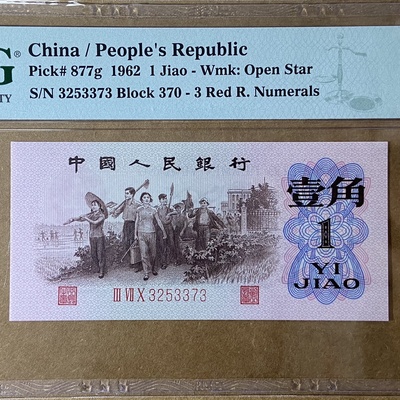 G®
TY
China / People's Republic
Pick# 877g 1962 1 Jiao - Wmk: Open Star
S/N 3253373 Block 370 - 3 Red R. Numerals
中國人民銀行
壹角
1
YI
JIAO
III VII X 3253373